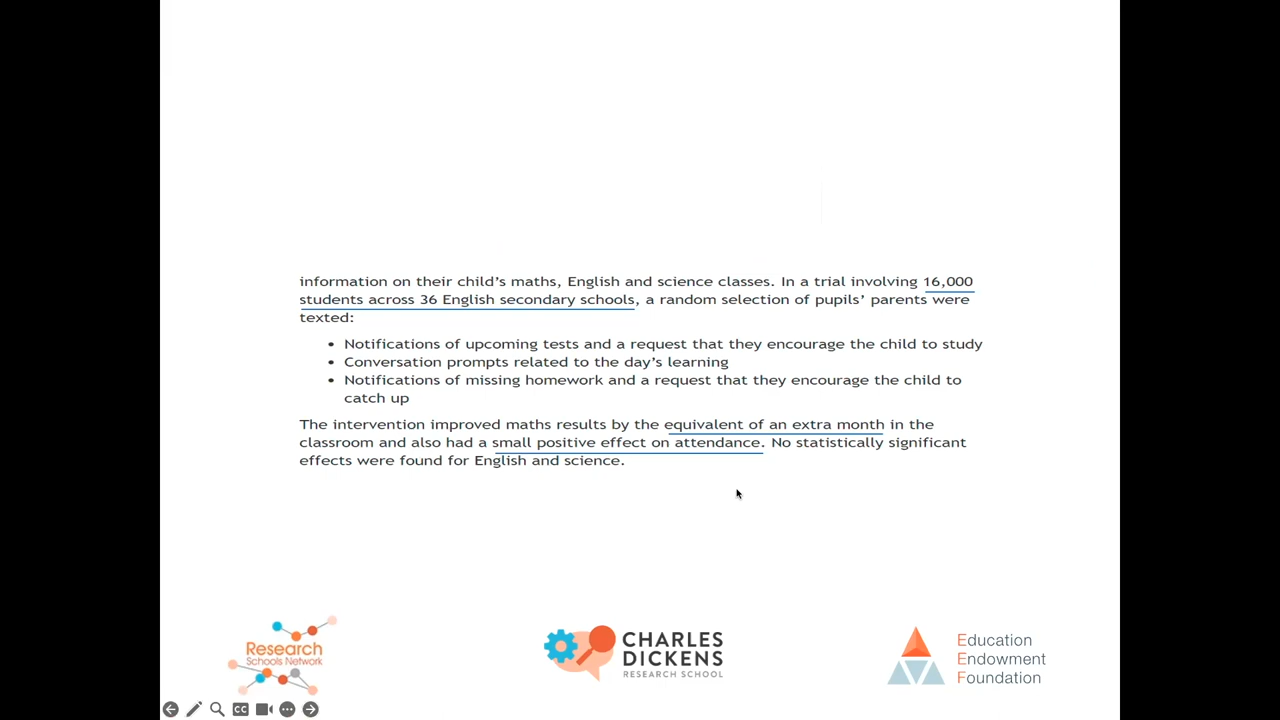 information on their child's maths, English and science classes. In a trial involving 16,000
students across 36 English secondary schools, a random selection of pupils' parents were
texted:
• Notifications of upcoming tests and a request that they encourage the child to study
• Conversation prompts related to the day's learning
• Notifications of missing homework and a request that they encourage the child to
catch up
The intervention improved maths results by the equivalent of an extra month in the
classroom and also had a small positive effect on attendance. No statistically significant
effects were found for English and science.
Research
Schools Network
CHARLES
DICKENS
RESEARCH SCHOOL
Education
Endowment
Foundation
CC